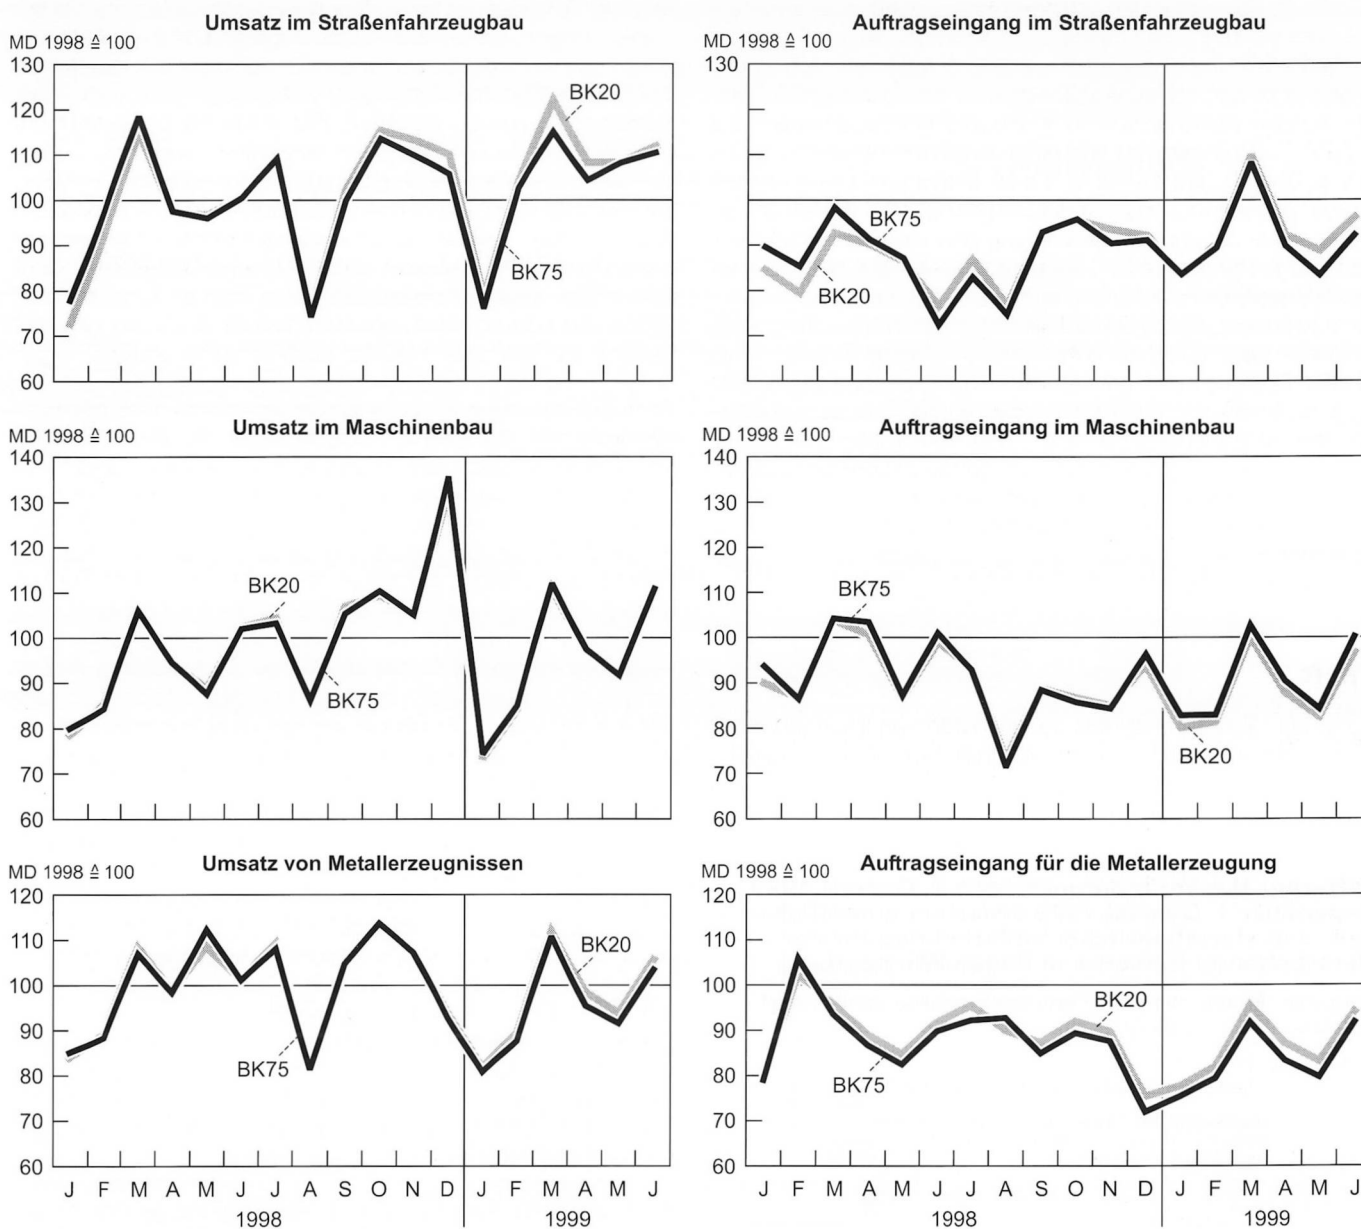 Umsatz im Straßenfahrzeugbau
MD 1998 ≙ 100
130
120
110
100
90
80
70
60
BK20
BK75
Auftragseingang im Straßenfahrzeugbau
MD 1998 ≙ 100
130
BK75
BK20
Umsatz im Maschinenbau
MD 1998 ≙ 100
140
130
120
110
100
90
80
70
60
BK20
BK75
Auftragseingang im Maschinenbau
MD 1998 ≙ 100
140
130
120
110
100
90
80
70
60
BK75
BK20
Umsatz von Metallerzeugnissen
MD 1998 ≙ 100
120
110
100
90
80
70
60
BK20
BK75
J F M A M J J A S O N D J F M A M J
1998 1999
Auftragseingang für die Metallerzeugung
MD 1998 ≙ 100
120
110
100
90
80
70
60
BK20
BK75
J F M A M J J A S O N D J F M A M J
1998 1999